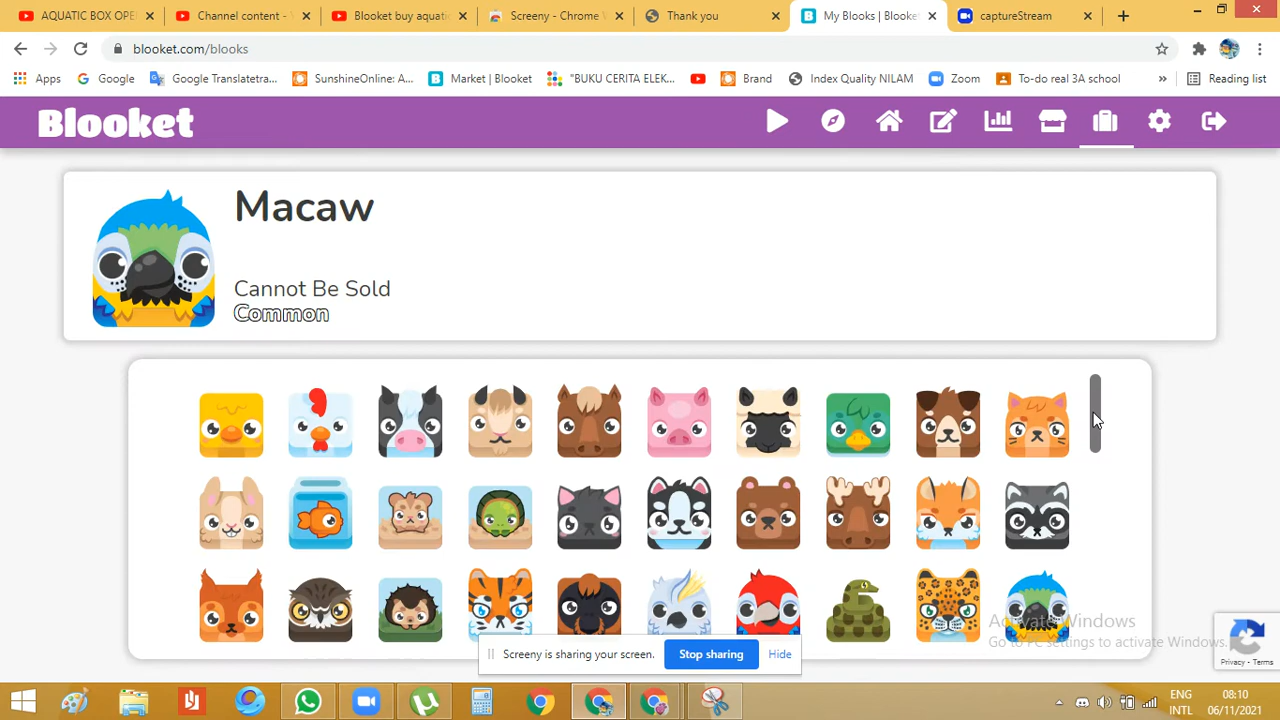 AQUATIC BOX OPE
Channel content -
Blooket buy aquatic
Screeny - Chrome W
Thank you
My Blooks | Blooket
captureStream
blooket.com/blooks
Apps
Google
Google Translatetra...
SunshineOnline: A...
Market | Blooket
"BUKU CERITA ELEK...
Brand
Index Quality NILAM
Zoom
To-do real 3A school
»
Reading list
Blooket
Macaw
Cannot Be Sold
Common
Activate Windows
Go to PC settings to activate Windows.
Screeny is sharing your screen.
Stop sharing
Hide
Privacy - Terms
ENG
INTL
08:10
06/11/2021